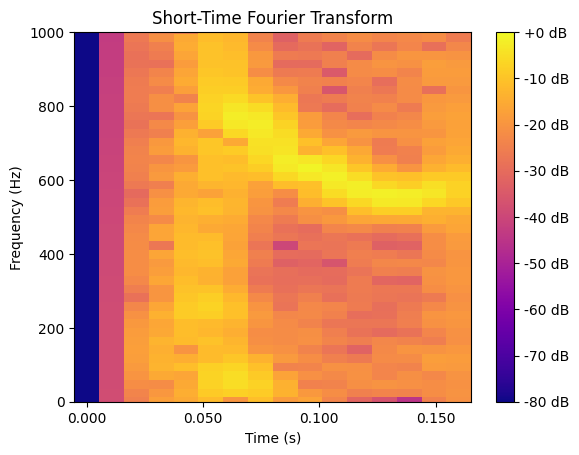 Short-Time Fourier Transform
1000
800
600
400
200
0
Frequency (Hz)
0.000
0.050
0.100
0.150
Time (s)
+0 dB
-10 dB
-20 dB
-30 dB
-40 dB
-50 dB
-60 dB
-70 dB
-80 dB